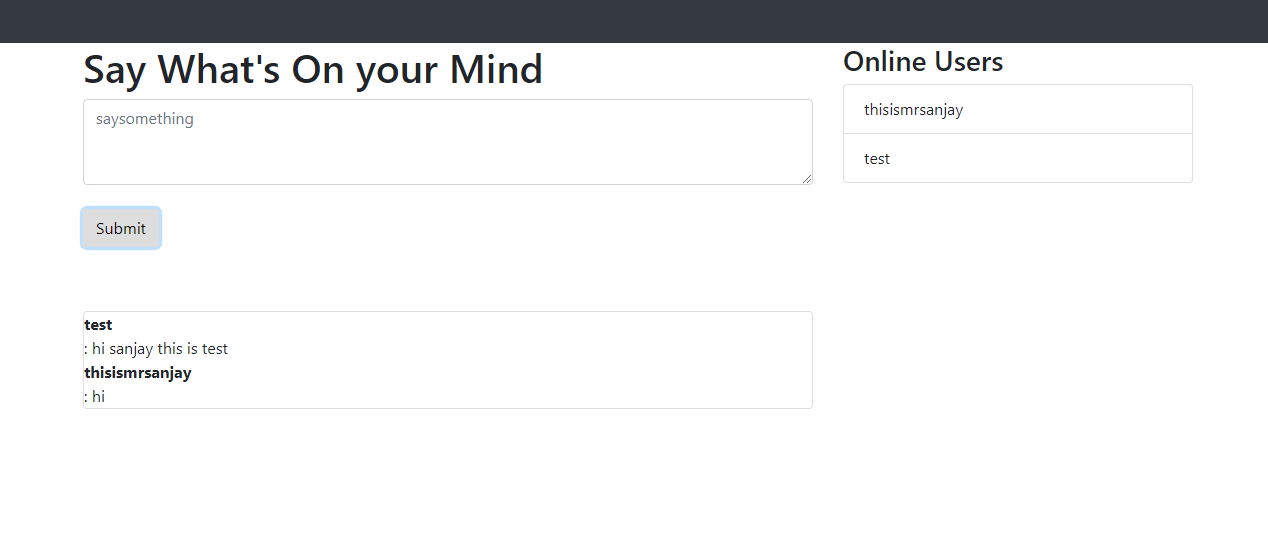 Say What's On your Mind
saysomething
Submit
test
: hi sanjay this is test
thisismrsanjay
: hi
Online Users
thisismrsanjay
test